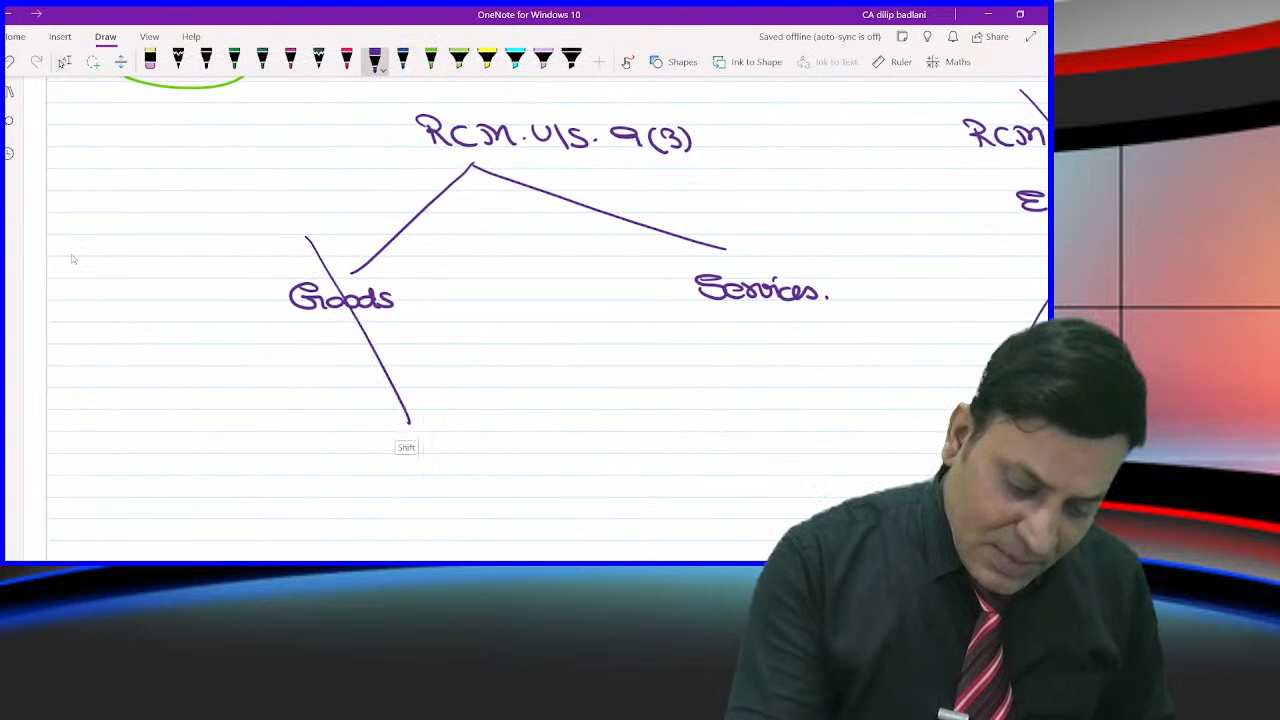 OneNote for Windows 10
CA dilip badlani
Home Insert Draw View Help
Saved offline (auto-sync is off)
Share
Shapes
Ink to Shape
Ink to Text
Ruler
Maths
RCM. U/S. 9(3)
RCM
E
Goods
Services.
Shift